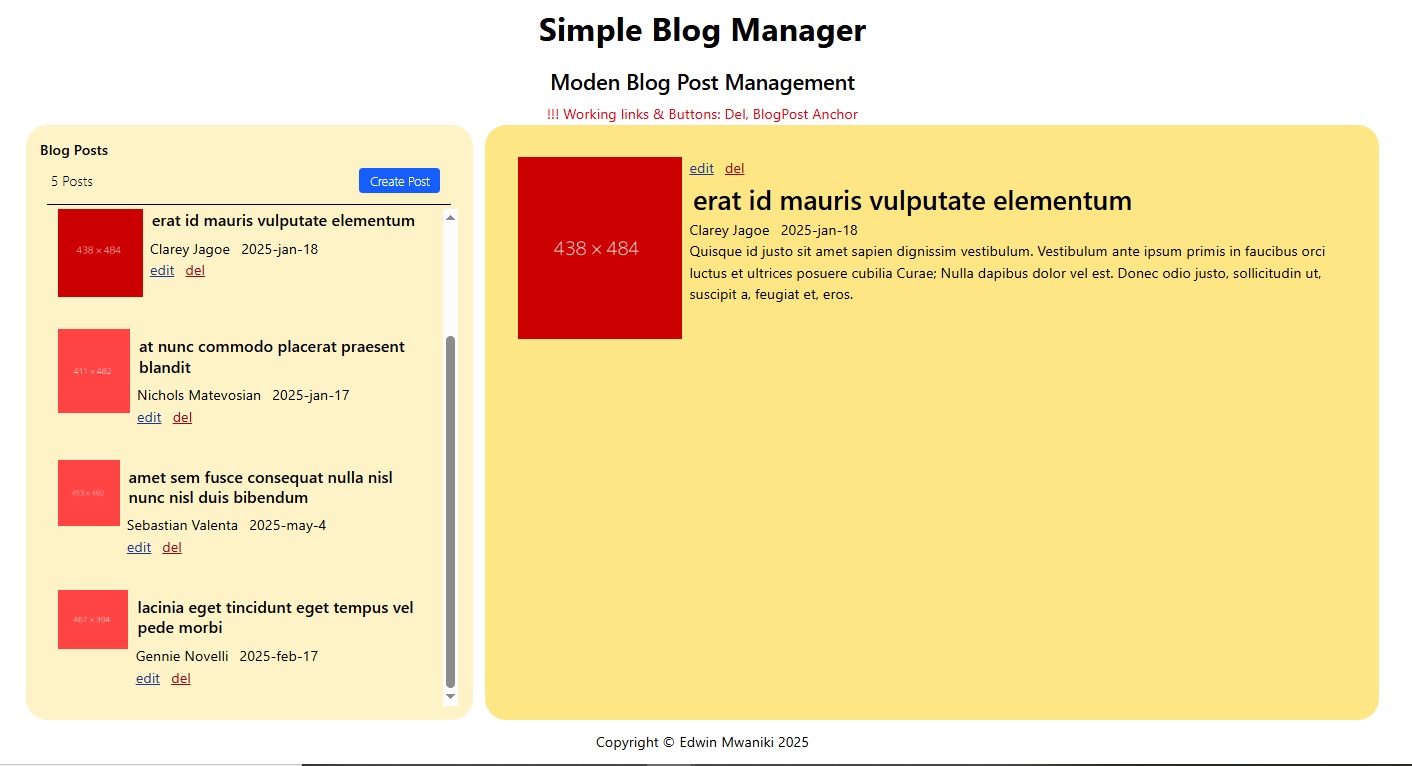 Simple Blog Manager
Moden Blog Post Management
!!! Working links & Buttons: Del, BlogPost Anchor
Blog Posts
5 Posts
Create Post
438 × 484
erat id mauris vulputate elementum
Clarey Jagoe 2025-jan-18
edit del
411 × 482
at nunc commodo placerat praesent
blandit
Nichols Matevosian 2025-jan-17
edit del
453 × 492
amet sem fusce consequat nulla nisl
nunc nisl duis bibendum
Sebastian Valenta 2025-may-4
edit del
467 × 394
lacinia eget tincidunt eget tempus vel
pede morbi
Gennie Novelli 2025-feb-17
edit del
438 × 484
edit del
erat id mauris vulputate elementum
Clarey Jagoe 2025-jan-18
Quisque id justo sit amet sapien dignissim vestibulum. Vestibulum ante ipsum primis in faucibus orci
luctus et ultrices posuere cubilia Curae; Nulla dapibus dolor vel est. Donec odio justo, sollicitudin ut,
suscipit a, feugiat et, eros.
Copyright © Edwin Mwaniki 2025